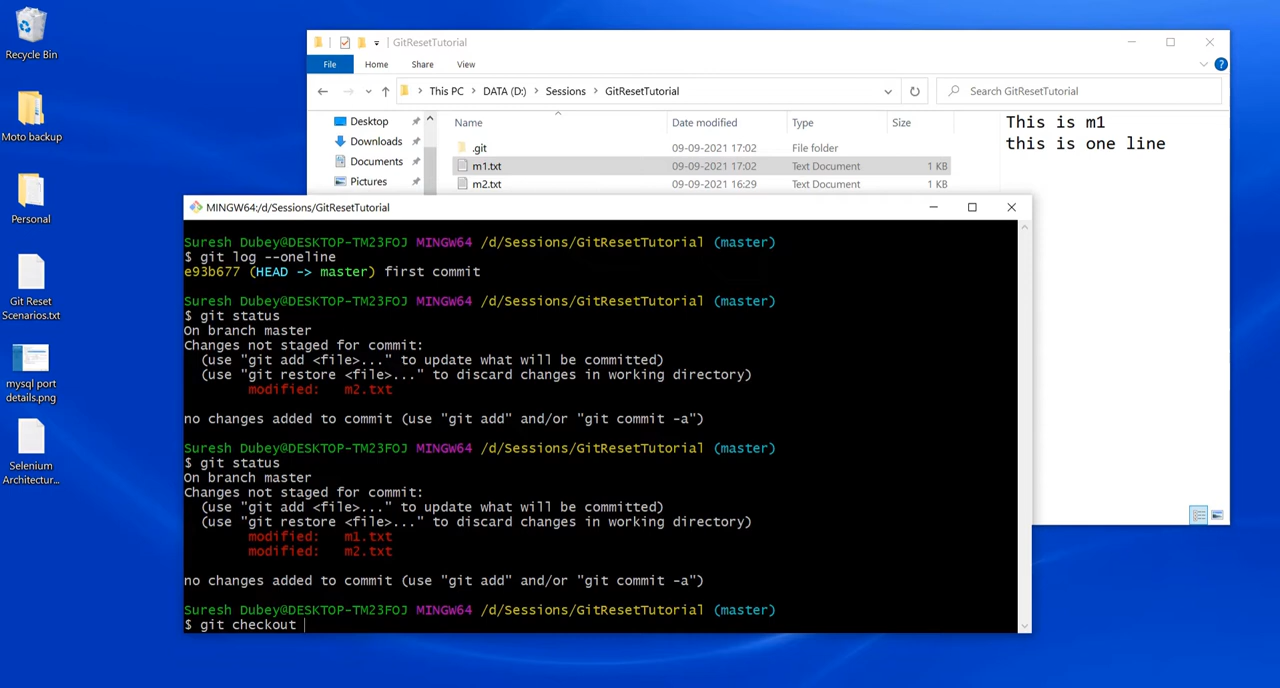 Recycle Bin
Moto backup
Personal
Git Reset
Scenarios.txt
mysql port
details.png
Selenium
Architectur...
GitResetTutorial
File Home Share View
This PC > DATA (D:) > Sessions > GitResetTutorial
Search GitResetTutorial
Desktop
Downloads
Documents
Pictures
Name Date modified Type Size
.git 09-09-2021 17:02 File folder
m1.txt 09-09-2021 17:02 Text Document 1 KB
m2.txt 09-09-2021 16:29 Text Document 1 KB
This is m1
this is one line
MINGW64:/d/Sessions/GitResetTutorial
Suresh Dubey@DESKTOP-TM23FOJ MINGW64 /d/Sessions/GitResetTutorial (master)
$ git log --oneline
e93b677 (HEAD -> master) first commit
Suresh Dubey@DESKTOP-TM23FOJ MINGW64 /d/Sessions/GitResetTutorial (master)
$ git status
On branch master
Changes not staged for commit:
(use "git add <file>..." to update what will be committed)
(use "git restore <file>..." to discard changes in working directory)
modified: m2.txt
no changes added to commit (use "git add" and/or "git commit -a")
Suresh Dubey@DESKTOP-TM23FOJ MINGW64 /d/Sessions/GitResetTutorial (master)
$ git status
On branch master
Changes not staged for commit:
(use "git add <file>..." to update what will be committed)
(use "git restore <file>..." to discard changes in working directory)
modified: m1.txt
modified: m2.txt
no changes added to commit (use "git add" and/or "git commit -a")
Suresh Dubey@DESKTOP-TM23FOJ MINGW64 /d/Sessions/GitResetTutorial (master)
$ git checkout